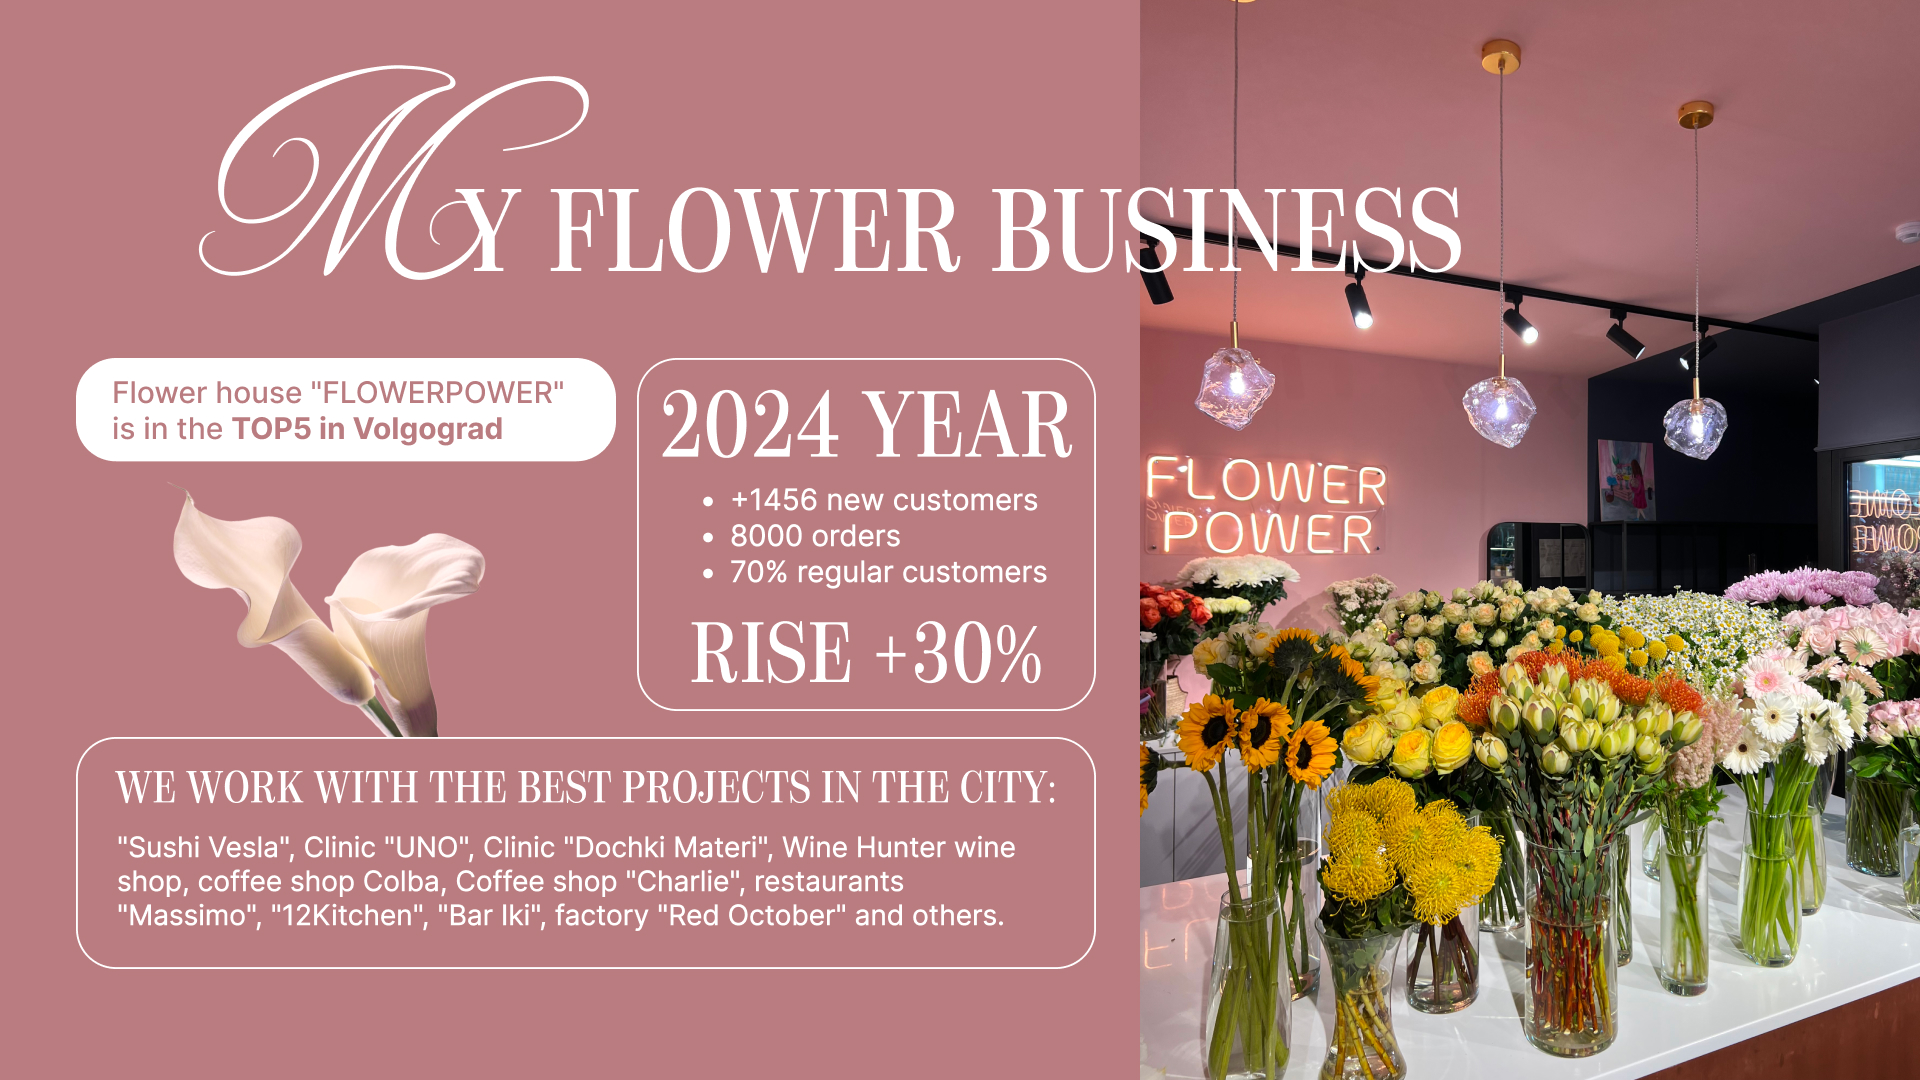 My FLOWER BUSINESS
Flower house "FLOWERPOWER"
is in the TOP5 in Volgograd
2024 YEAR
• +1456 new customers
• 8000 orders
• 70% regular customers
RISE +30%
WE WORK WITH THE BEST PROJECTS IN THE CITY:
"Sushi Vesla", Clinic "UNO", Clinic "Dochki Materi", Wine Hunter wine
shop, coffee shop Colba, Coffee shop "Charlie", restaurants
"Massimo", "12Kitchen", "Bar Iki", factory "Red October" and others.
FLOWER
POWER